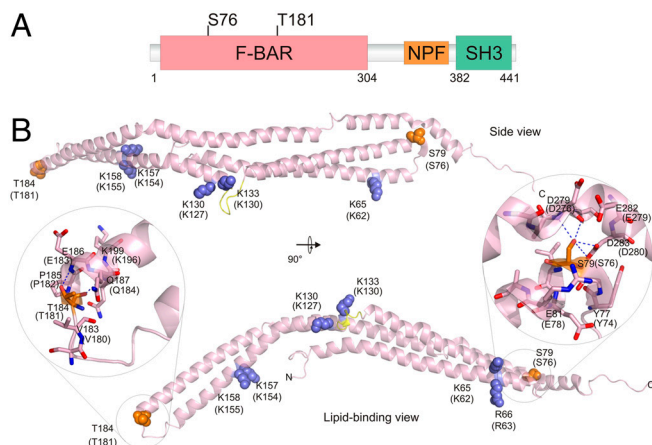 A
S76
T181
F-BAR
NPF
SH3
1
304
382
441
B
Side view
S79
(S76)
T184
(T181)
K158
(K155)
K157
(K154)
K130
(K127)
K133
(K130)
K65
(K62)
C
D279
(D276)
E282
(E279)
D283
(D280)
S79(S76)
E81
(E78)
Y77
(Y74)
E186
(E183)
K199
(K196)
P185
(P182)
Q187
(Q184)
T184
(T181)
V183
(V180)
90°
K130
(K127)
K133
(K130)
N
K158
(K155)
K157
(K154)
K65
(K62)
S79
(S76)
R66
(R63)
C
T184
(T181)
Lipid-binding view